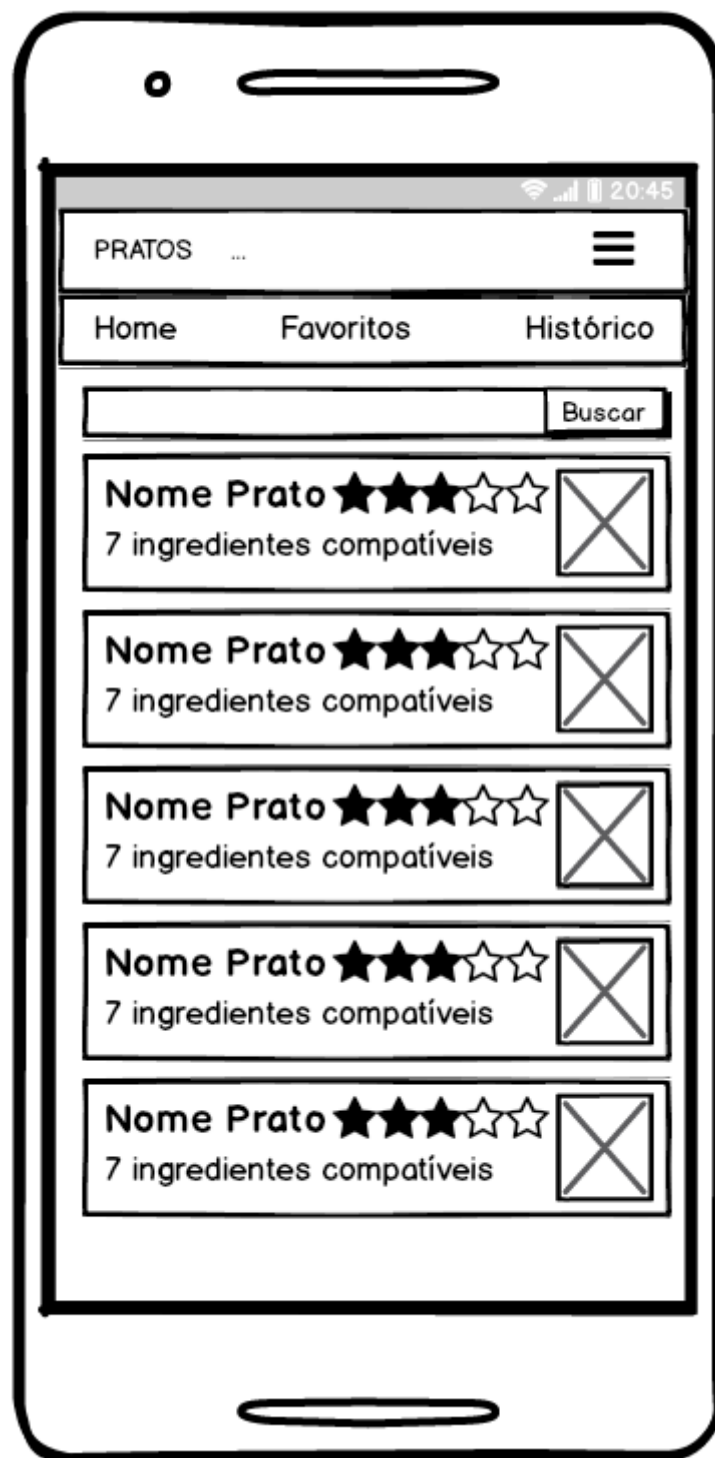 20:45
PRATOS ...
Home Favoritos Histórico
Buscar
Nome Prato
7 ingredientes compatíveis
Nome Prato
7 ingredientes compatíveis
Nome Prato
7 ingredientes compatíveis
Nome Prato
7 ingredientes compatíveis
Nome Prato
7 ingredientes compatíveis